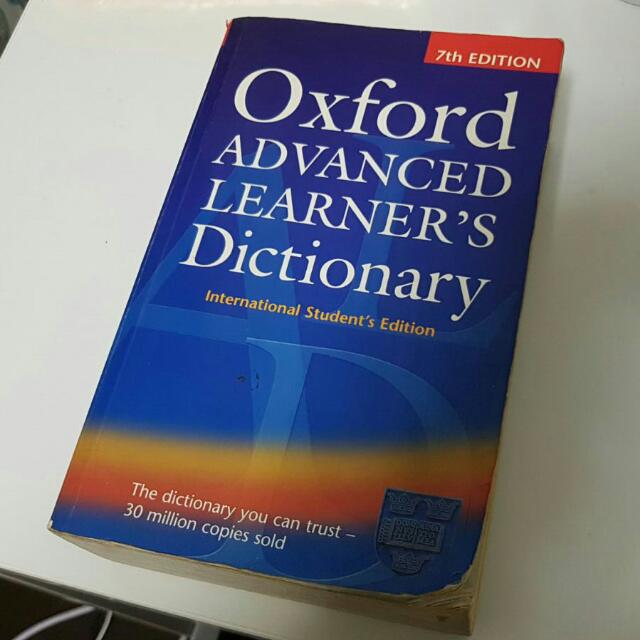 7th EDITION
Oxford
ADVANCED
LEARNER'S
Dictionary
International Student's Edition
The dictionary you can trust –
30 million copies sold